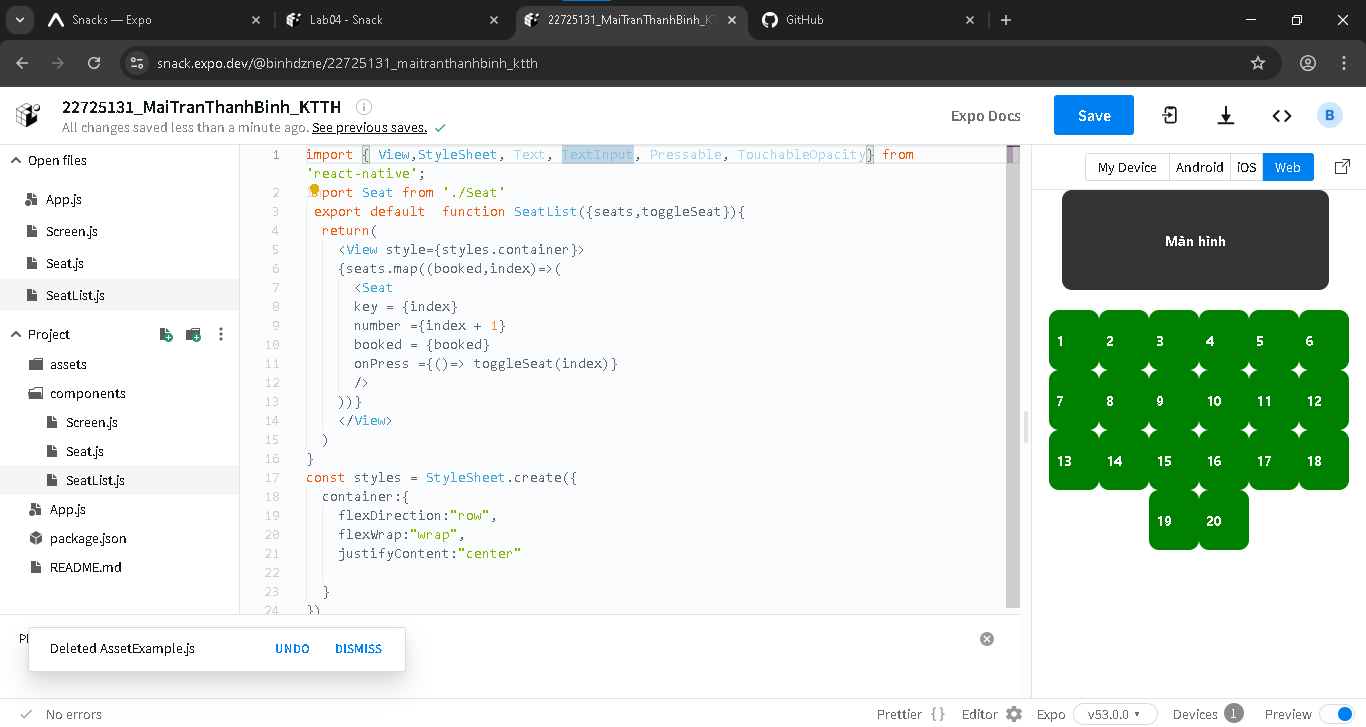 Snacks — Expo
Lab04 - Snack
22725131_MaiTranThanhBinh_KT
GitHub
snack.expo.dev/@binhdzne/22725131_maitranthanhbinh_ktth
22725131_MaiTranThanhBinh_KTTH
All changes saved less than a minute ago. See previous saves.
Expo Docs
Save
B
Open files
App.js
Screen.js
Seat.js
SeatList.js
Project
assets
components
Screen.js
Seat.js
SeatList.js
App.js
package.json
README.md
1 import { View,StyleSheet, Text, TextInput, Pressable, TouchableOpacity} from
'react-native';
2 import Seat from './Seat'
3 export default  function SeatList({seats,toggleSeat}){
4 return(
5 <View style={styles.container}>
6 {seats.map((booked,index)=>(
7 <Seat
8 key = {index}
9 number ={index + 1}
10 booked = {booked}
11 onPress ={()=> toggleSeat(index)}
12 />
13 ))}
14 </View>
15 )
16 }
17 const styles = StyleSheet.create({
18 container:{
19 flexDirection:"row",
20 flexWrap:"wrap",
21 justifyContent:"center"
22
23 }
24 })
My Device Android iOS Web
Màn hình
1 2 3 4 5 6
7 8 9 10 11 12
13 14 15 16 17 18
19 20
Deleted AssetExample.js UNDO DISMISS
No errors
Prettier {} Editor Expo v53.0.0 Devices 1 Preview